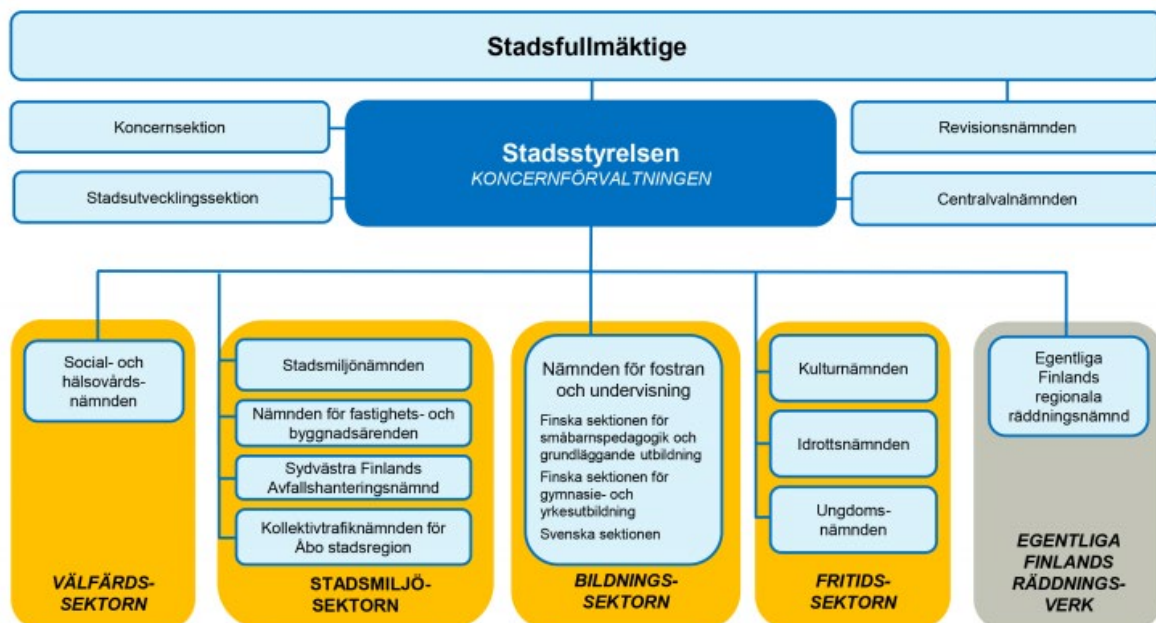 Stadsfullmäktige
Koncernsektion
Stadsutvecklingssektion
Stadsstyrelsen
KONCERNFÖRVALTNINGEN
Revisionsnämnden
Centralvalnämnden
Social- och
hälsovårds-
nämnden
VÄLFÄRDS-
SEKTORN
Stadsmiljönämnden
Nämnden för fastighets- och
byggnadsärenden
Sydvästra Finlands
Avfallshanteringsnämnd
Kollektivtrafiknämnden för
Åbo stadsregion
STADSMILJÖ-
SEKTORN
Nämnden för fostran
och undervisning
Finska sektionen för
småbarnspedagogik och
grundläggande utbildning
Finska sektionen för
gymnasie- och
yrkesutbildning
Svenska sektionen
BILDNINGS-
SEKTORN
Kulturnämnden
Idrottsnämnden
Ungdoms-
nämnden
FRITIDS-
SEKTORN
Egentliga
Finlands
regionala
räddningsnämnd
EGENTLIGA
FINLANDS
RÄDDNINGS-
VERK